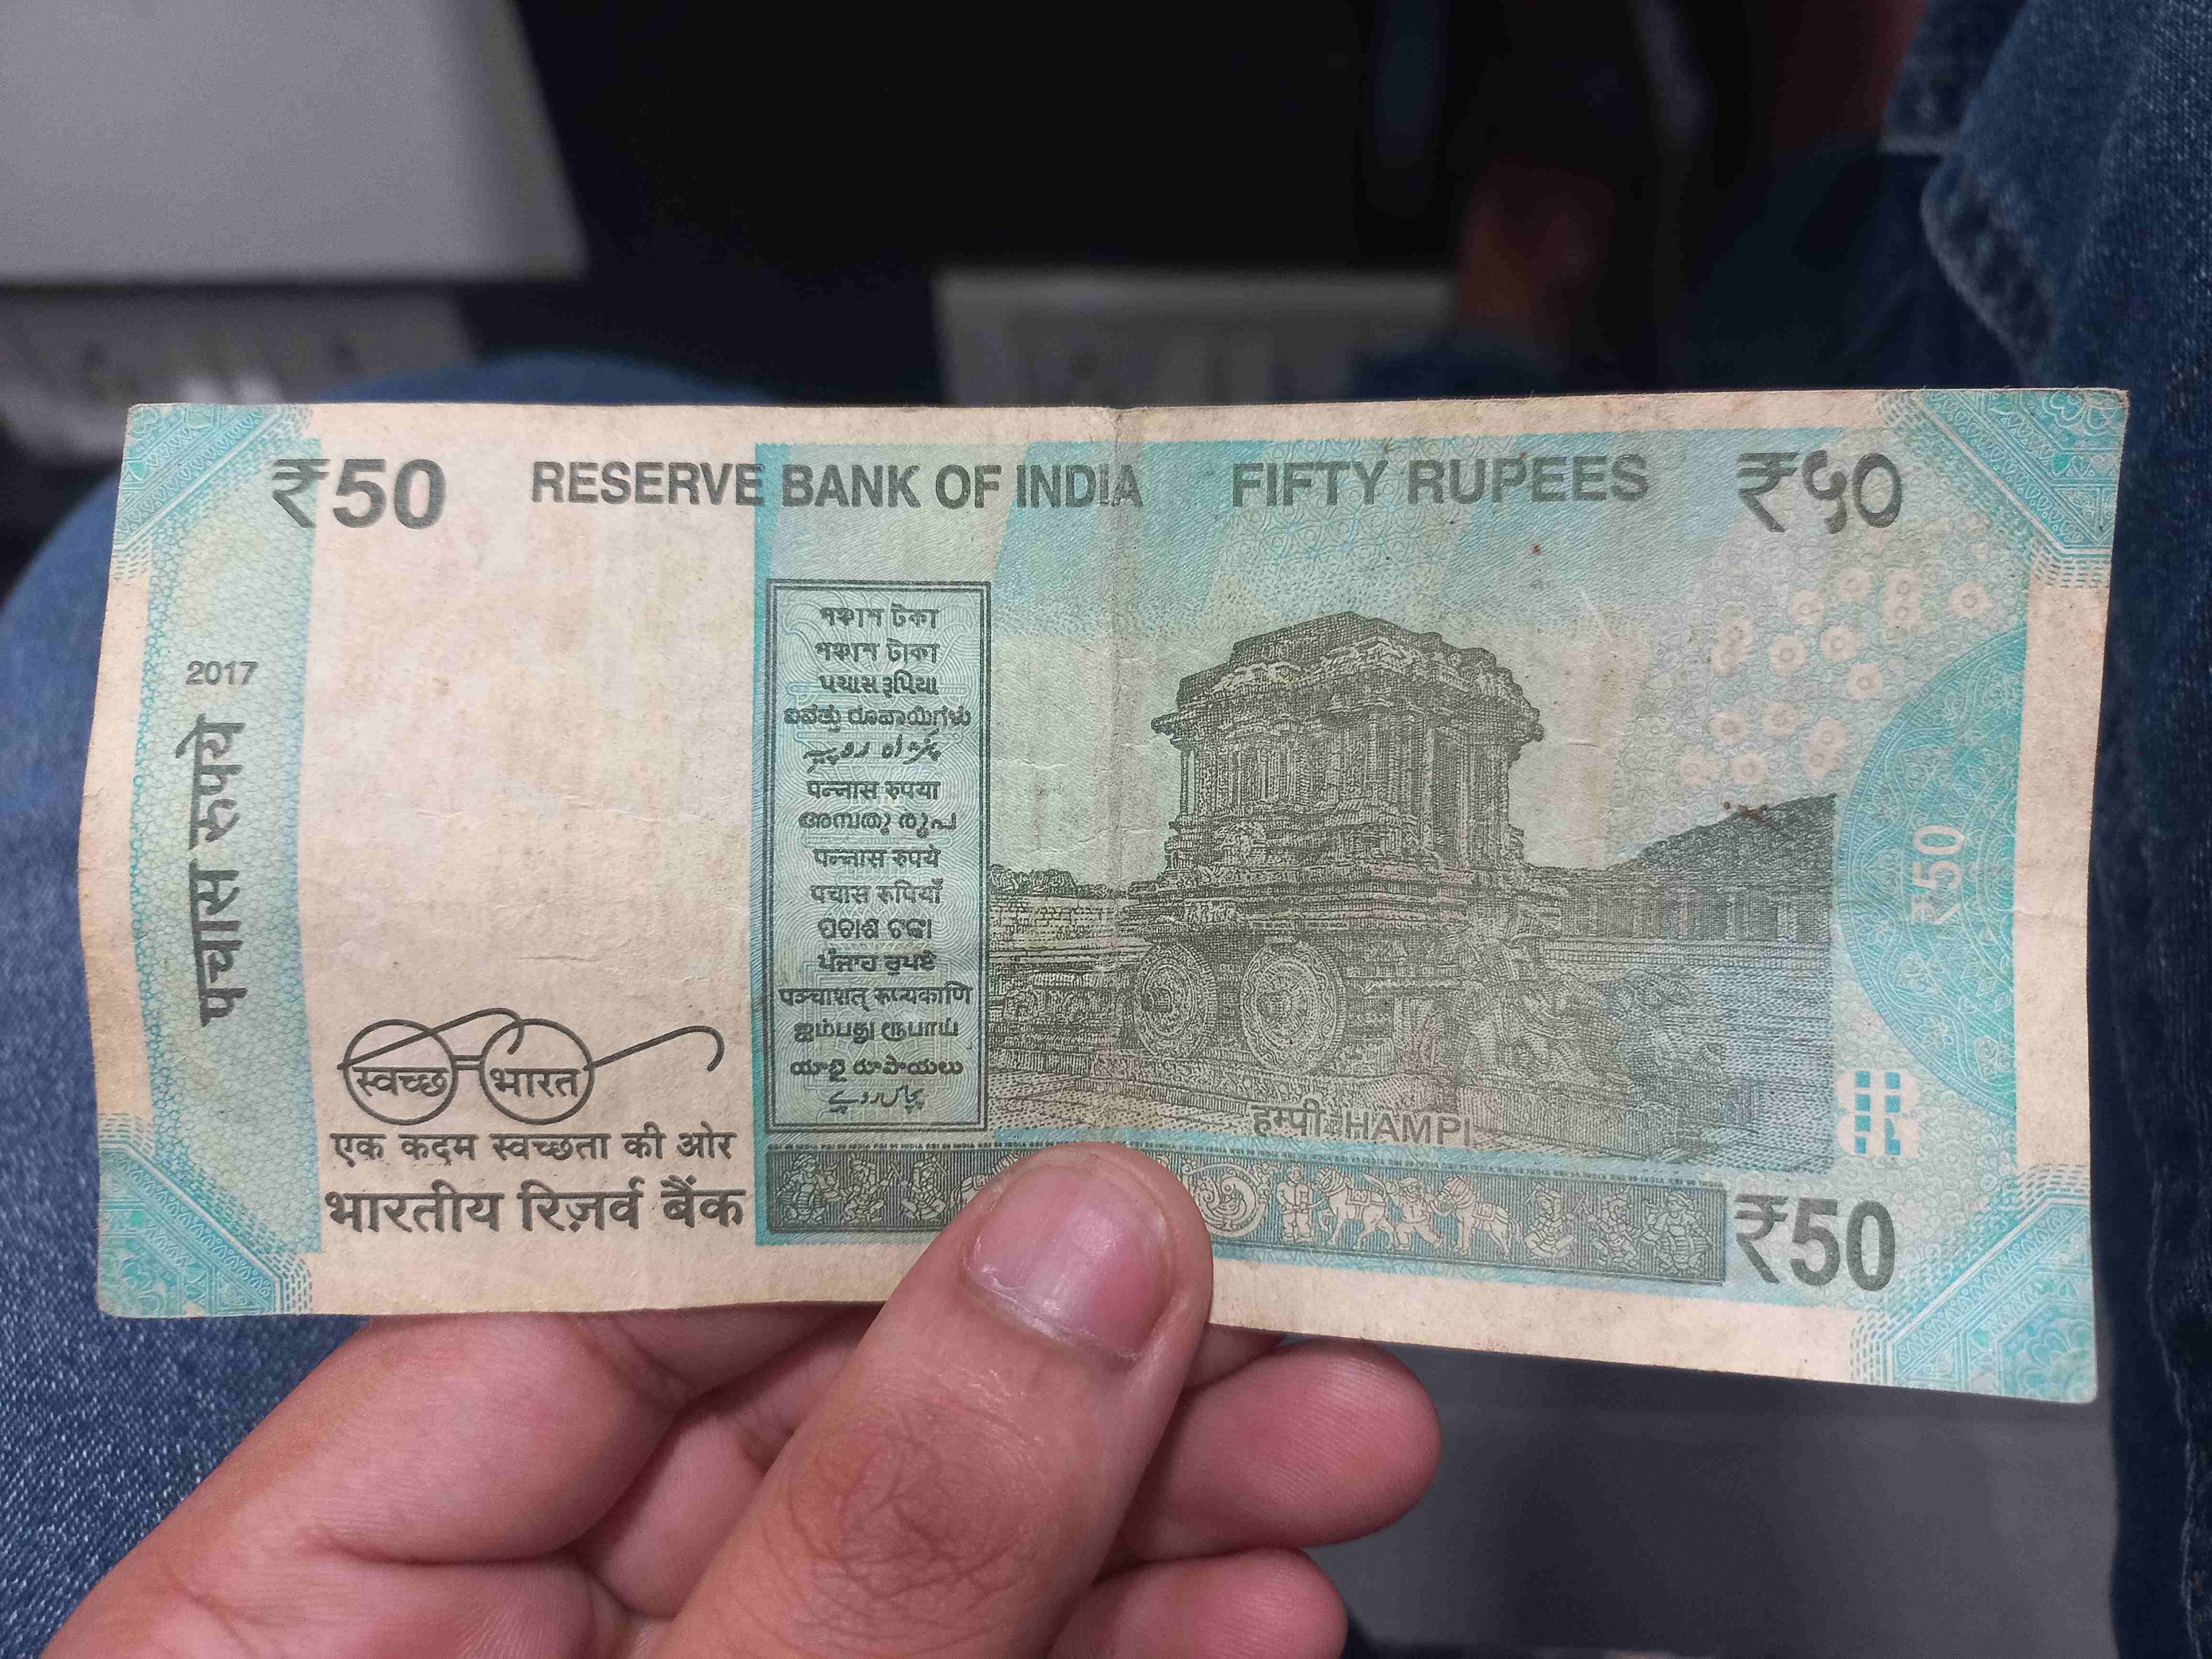 ₹50 RESERVE BANK OF INDIA FIFTY RUPEES ₹५०
2017
पचास रुपये
পঞ্চাশ টকা
পঞ্চাশ টাকা
પચાસ રૂપિયા
ಐವತ್ತು ರೂಪಾಯಿಗಳು
پَنٛژاہ روپیہِ
पन्नास रुपया
അമ്പതു രൂപ
पन्नास रुपये
पचास रुपियाँ
ପଚାଶ ଟଙ୍କା
ਪੰਜਾਹ ਰੁਪਏ
पञ्चाशत् रूप्यकाणि
ஐம்பது ரூபாய்
యాభై రూపాయలు
پچاس روپے
₹50
स्वच्छ भारत
एक कदम स्वच्छता की ओर
भारतीय रिज़र्व बैंक
हम्पी-HAMPI
₹50